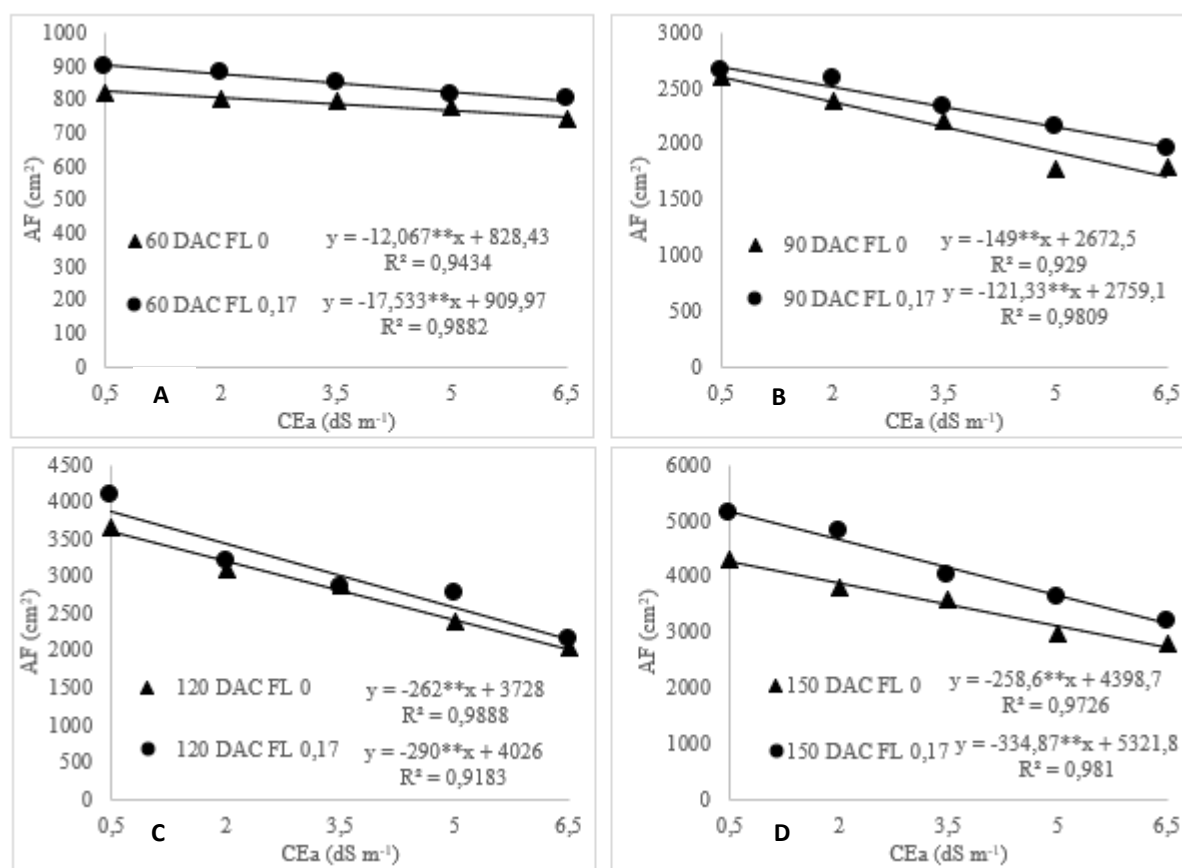 1000
900
800
700
600
500
400
300
200
100
0
AF (cm²)
60 DAC FL 0 y = -12,067**x + 828,43
R² = 0,9434
60 DAC FL 0,17 y = -17,533**x + 909,97
R² = 0,9882
0,5 2 3,5 5 6,5
A
CEa (dS m⁻¹)
3000
2500
2000
1500
1000
500
0
AF (cm²)
90 DAC FL 0 y = -149**x + 2672,5
R² = 0,929
90 DAC FL 0,17 y = -121,33**x + 2759,1
R² = 0,9809
0,5 2 3,5 5 6,5
B
CEa (dS m⁻¹)
4500
4000
3500
3000
2500
2000
1500
1000
500
0
AF (cm²)
120 DAC FL 0 y = -262**x + 3728
R² = 0,9888
120 DAC FL 0,17 y = -290**x + 4026
R² = 0,9183
0,5 2 3,5 5 6,5
C
CEa (dS m⁻¹)
6000
5000
4000
3000
2000
1000
0
AF (cm²)
150 DAC FL 0 y = -258,6**x + 4398,7
R² = 0,9726
150 DAC FL 0,17 y = -334,87**x + 5321,8
R² = 0,981
0,5 2 3,5 5 6,5
D
CEa (dS m⁻¹)